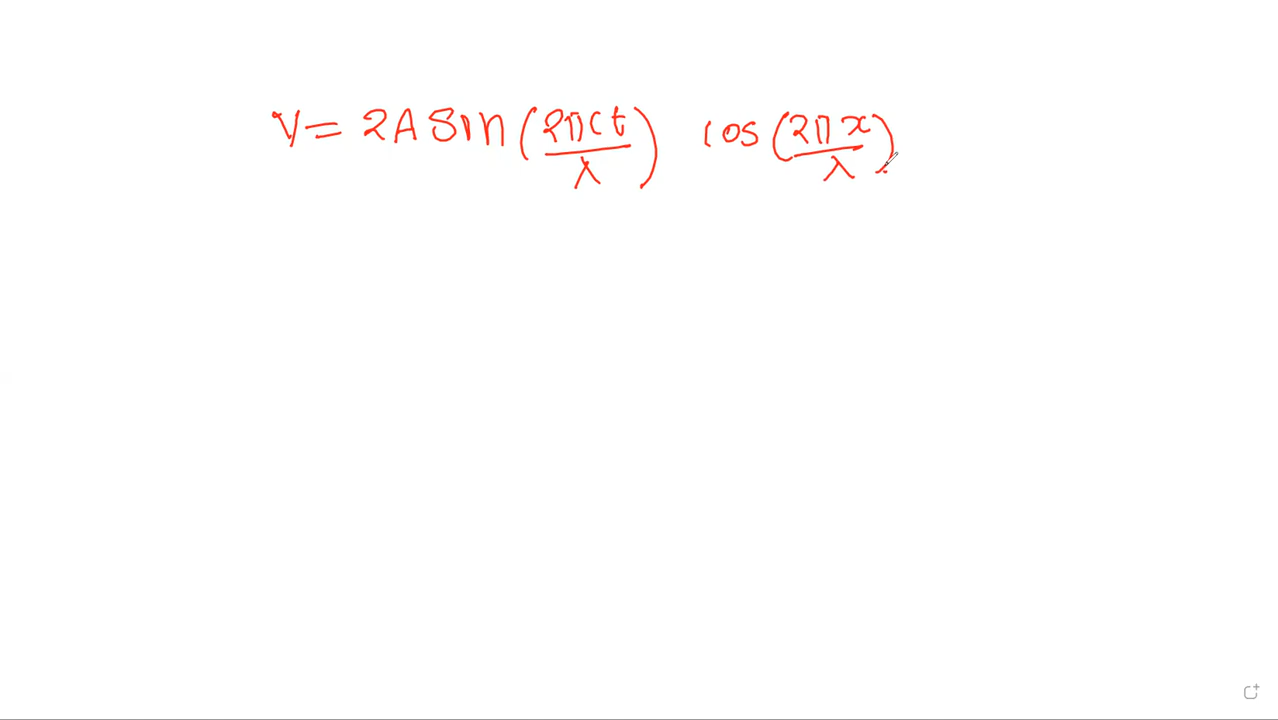 y = 2A Sin (2πct/λ) cos (2πx/λ)